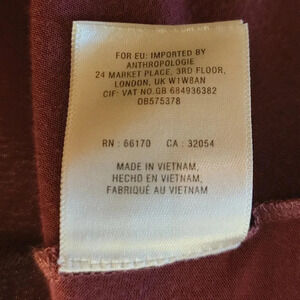 FOR EU: IMPORTED BY
ANTHROPOLOGIE
24 MARKET PLACE, 3RD FLOOR,
LONDON, UK W1W8AN
CIF: VAT NO.GB 684936382
OB575378
RN : 66170 CA : 32054
MADE IN VIETNAM,
HECHO EN VIETNAM,
FABRIQUÉ AU VIETNAM